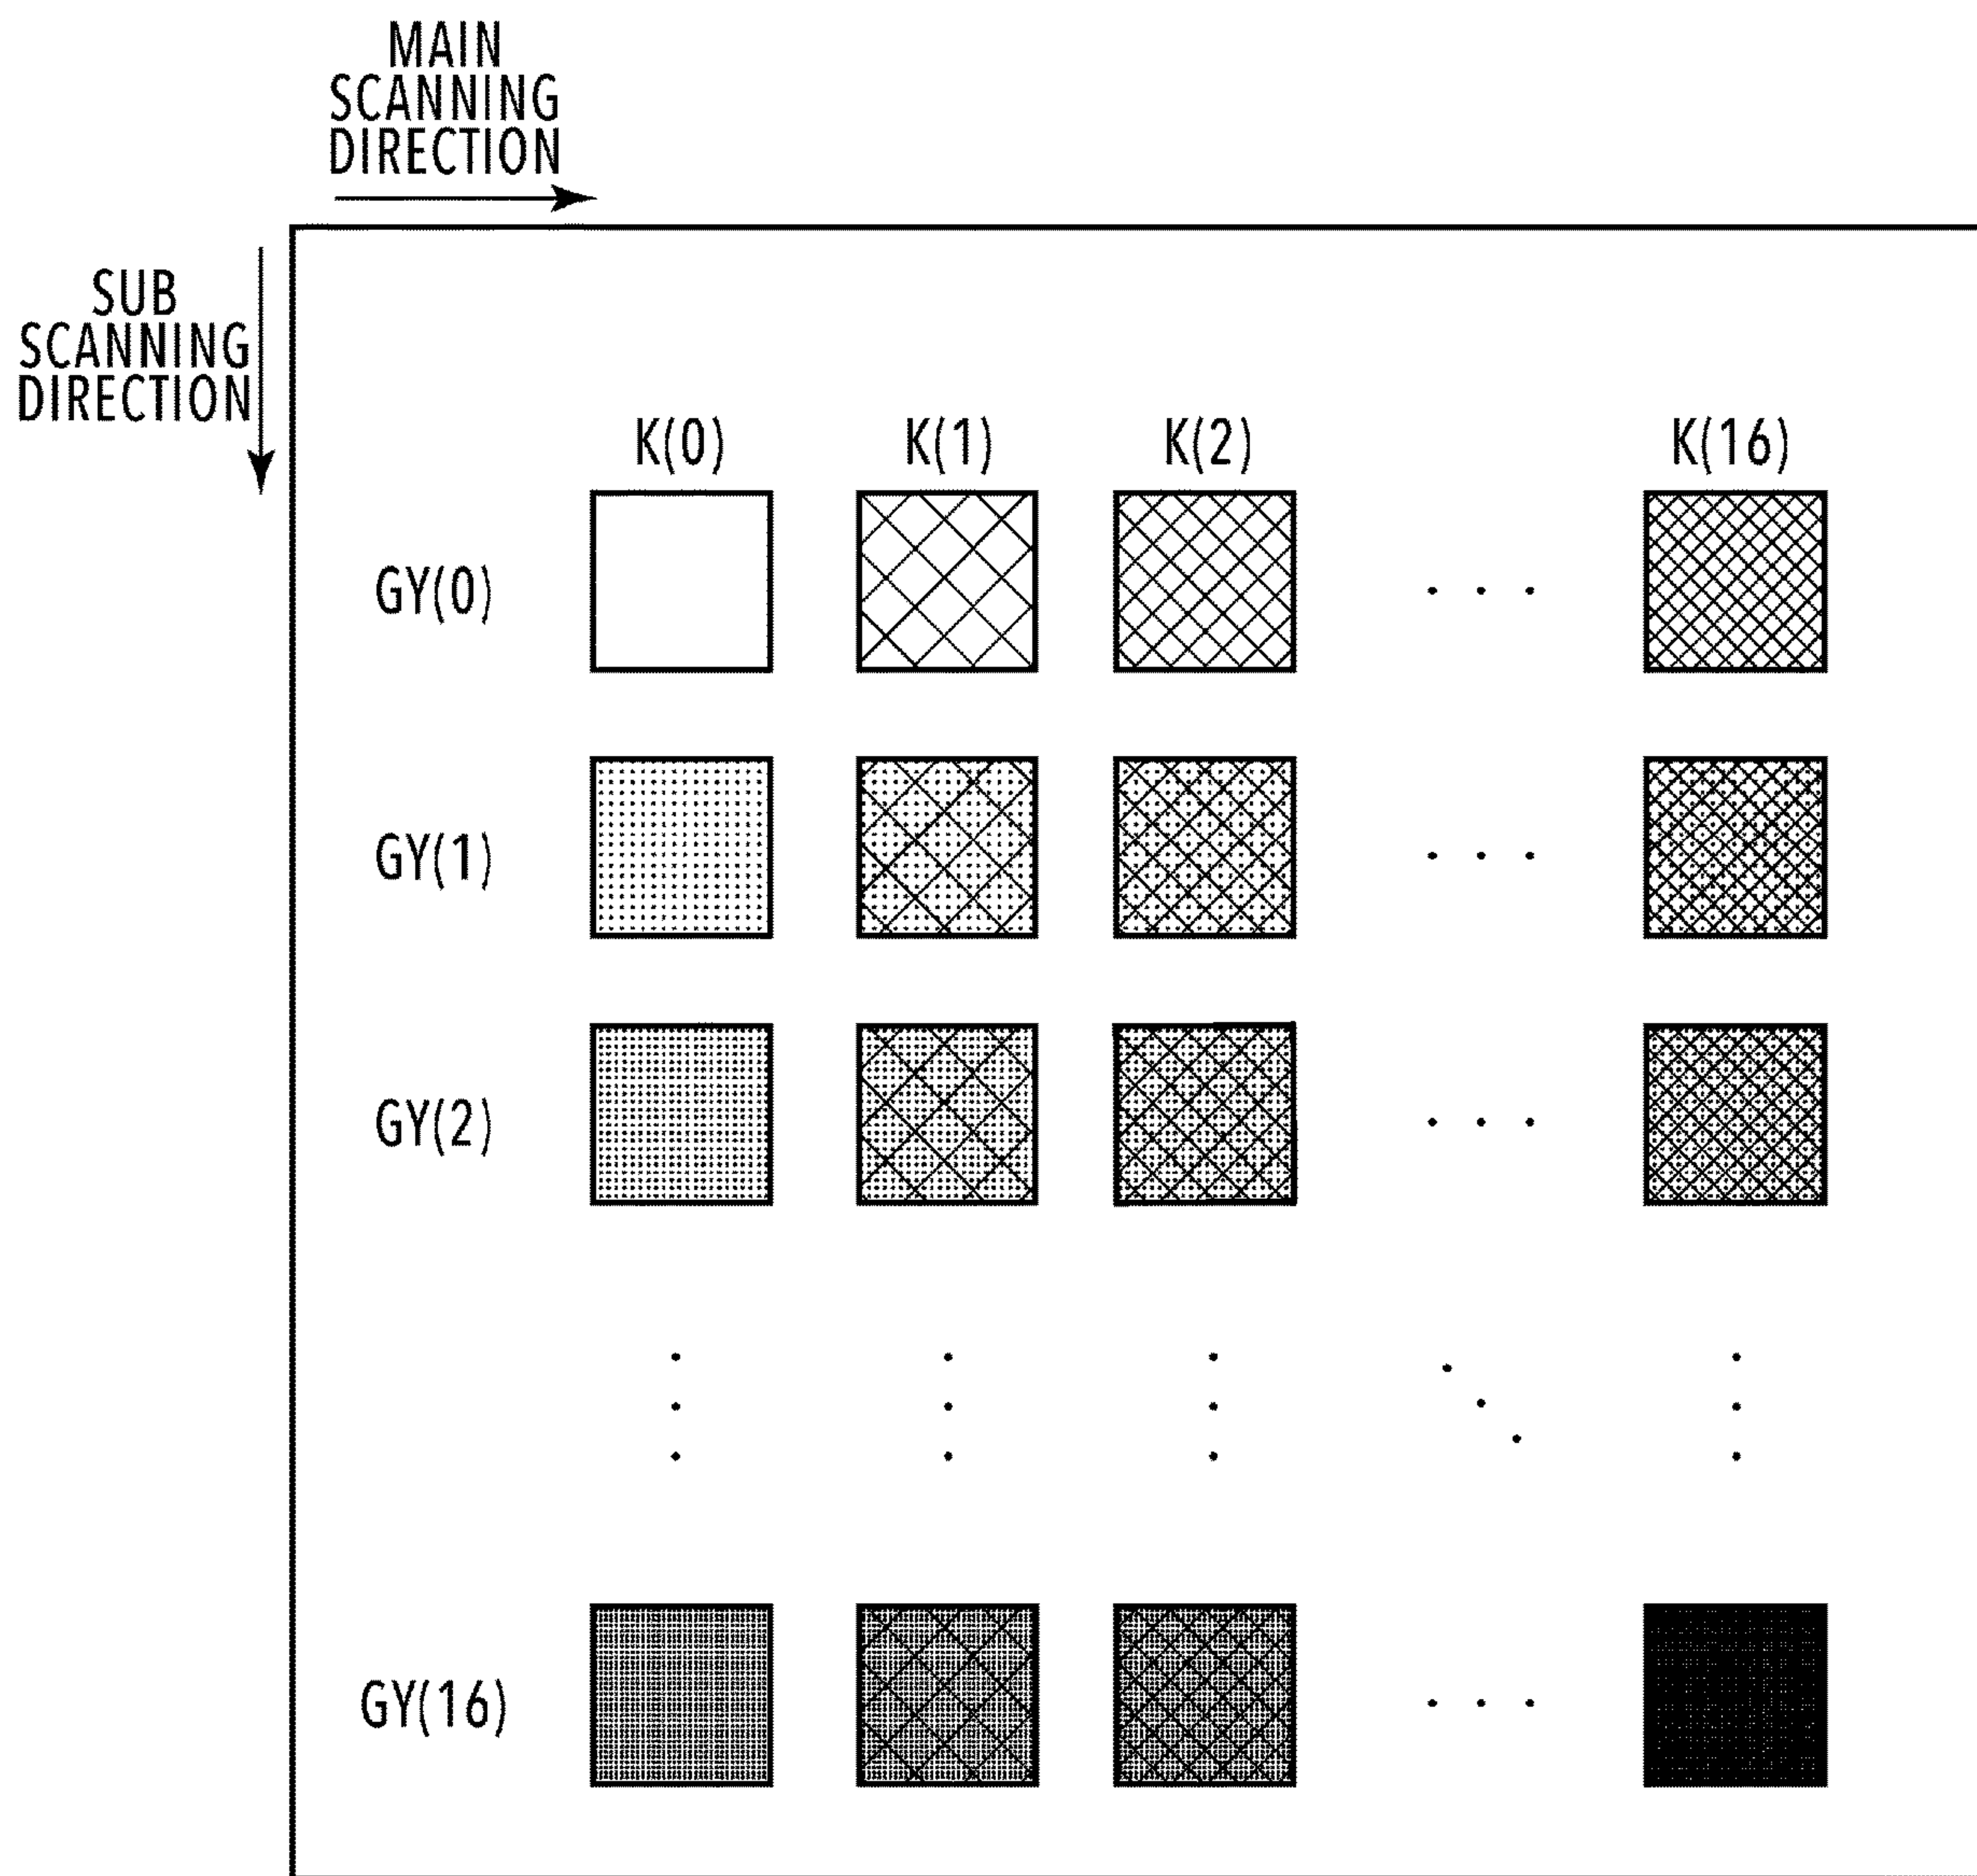 MAIN
SCANNING
DIRECTION
SUB
SCANNING
DIRECTION
K(0) K(1) K(2) K(16)
GY(0) . . .
GY(1) . . .
GY(2) . . .
GY(16) . . .